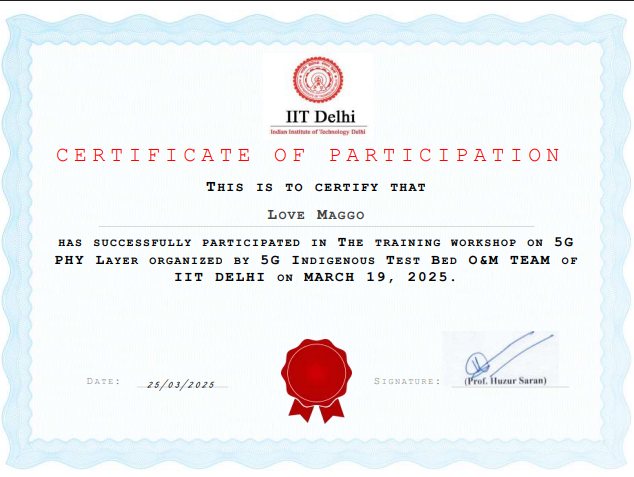 IIT Delhi
Indian Institute of Technology Delhi
CERTIFICATE OF PARTICIPATION
THIS IS TO CERTIFY THAT
LOVE MAGGO
HAS SUCCESSFULLY PARTICIPATED IN THE TRAINING WORKSHOP ON 5G
PHY LAYER ORGANIZED BY 5G INDIGENOUS TEST BED O&M TEAM OF
IIT DELHI ON MARCH 19, 2025.
DATE: 25/03/2025 SIGNATURE: (Prof. Huzur Saran)